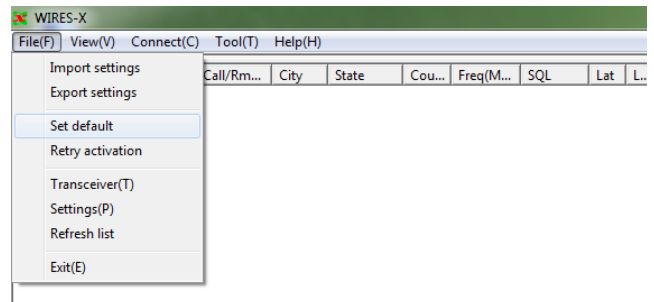 WIRES-X
File(F) View(V) Connect(C) Tool(T) Help(H)
Call/Rm... City State Cou... Freq(M... SQL Lat L...
Import settings
Export settings
Set default
Retry activation
Transceiver(T)
Settings(P)
Refresh list
Exit(E)